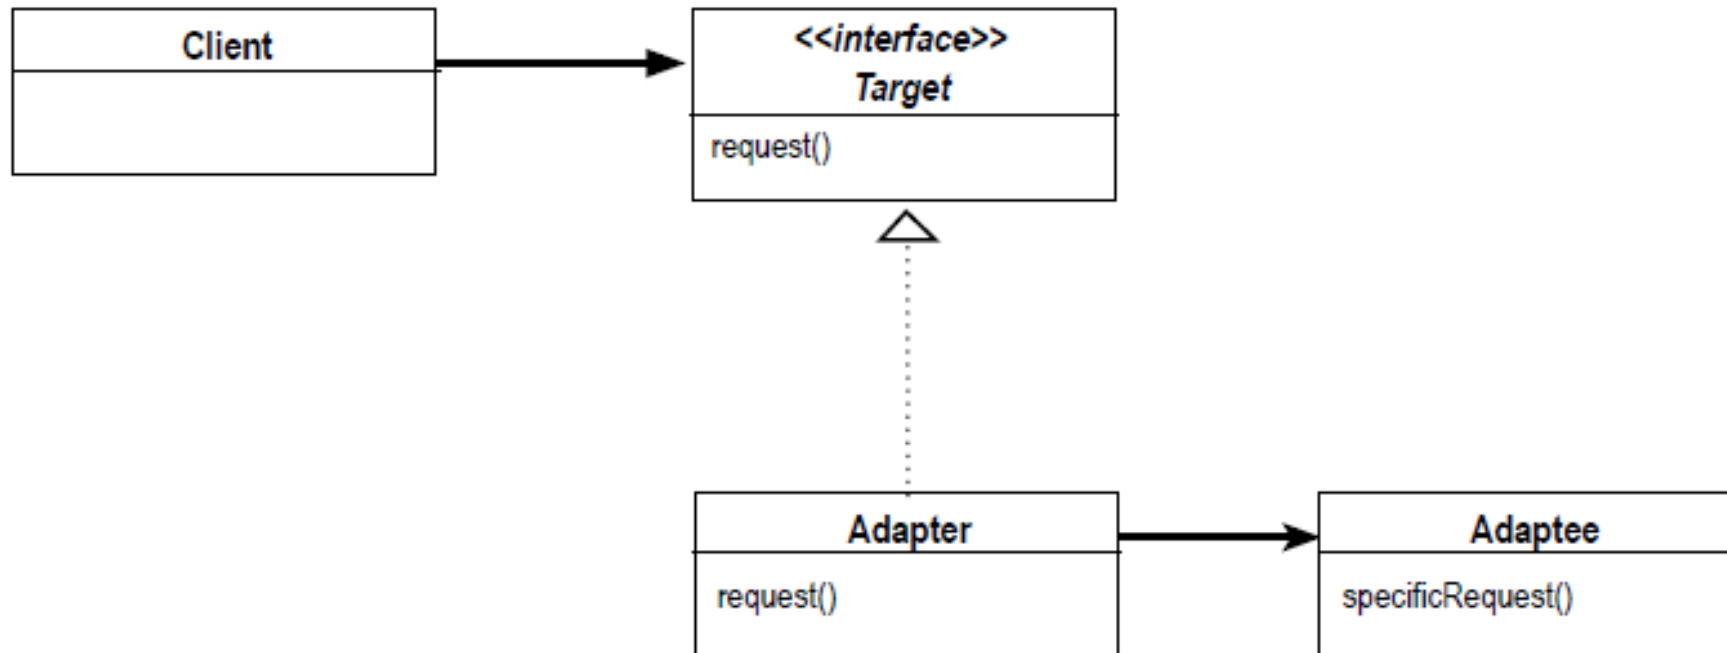 Client
<<interface>>
Target
request()
Adapter
request()
Adaptee
specificRequest()